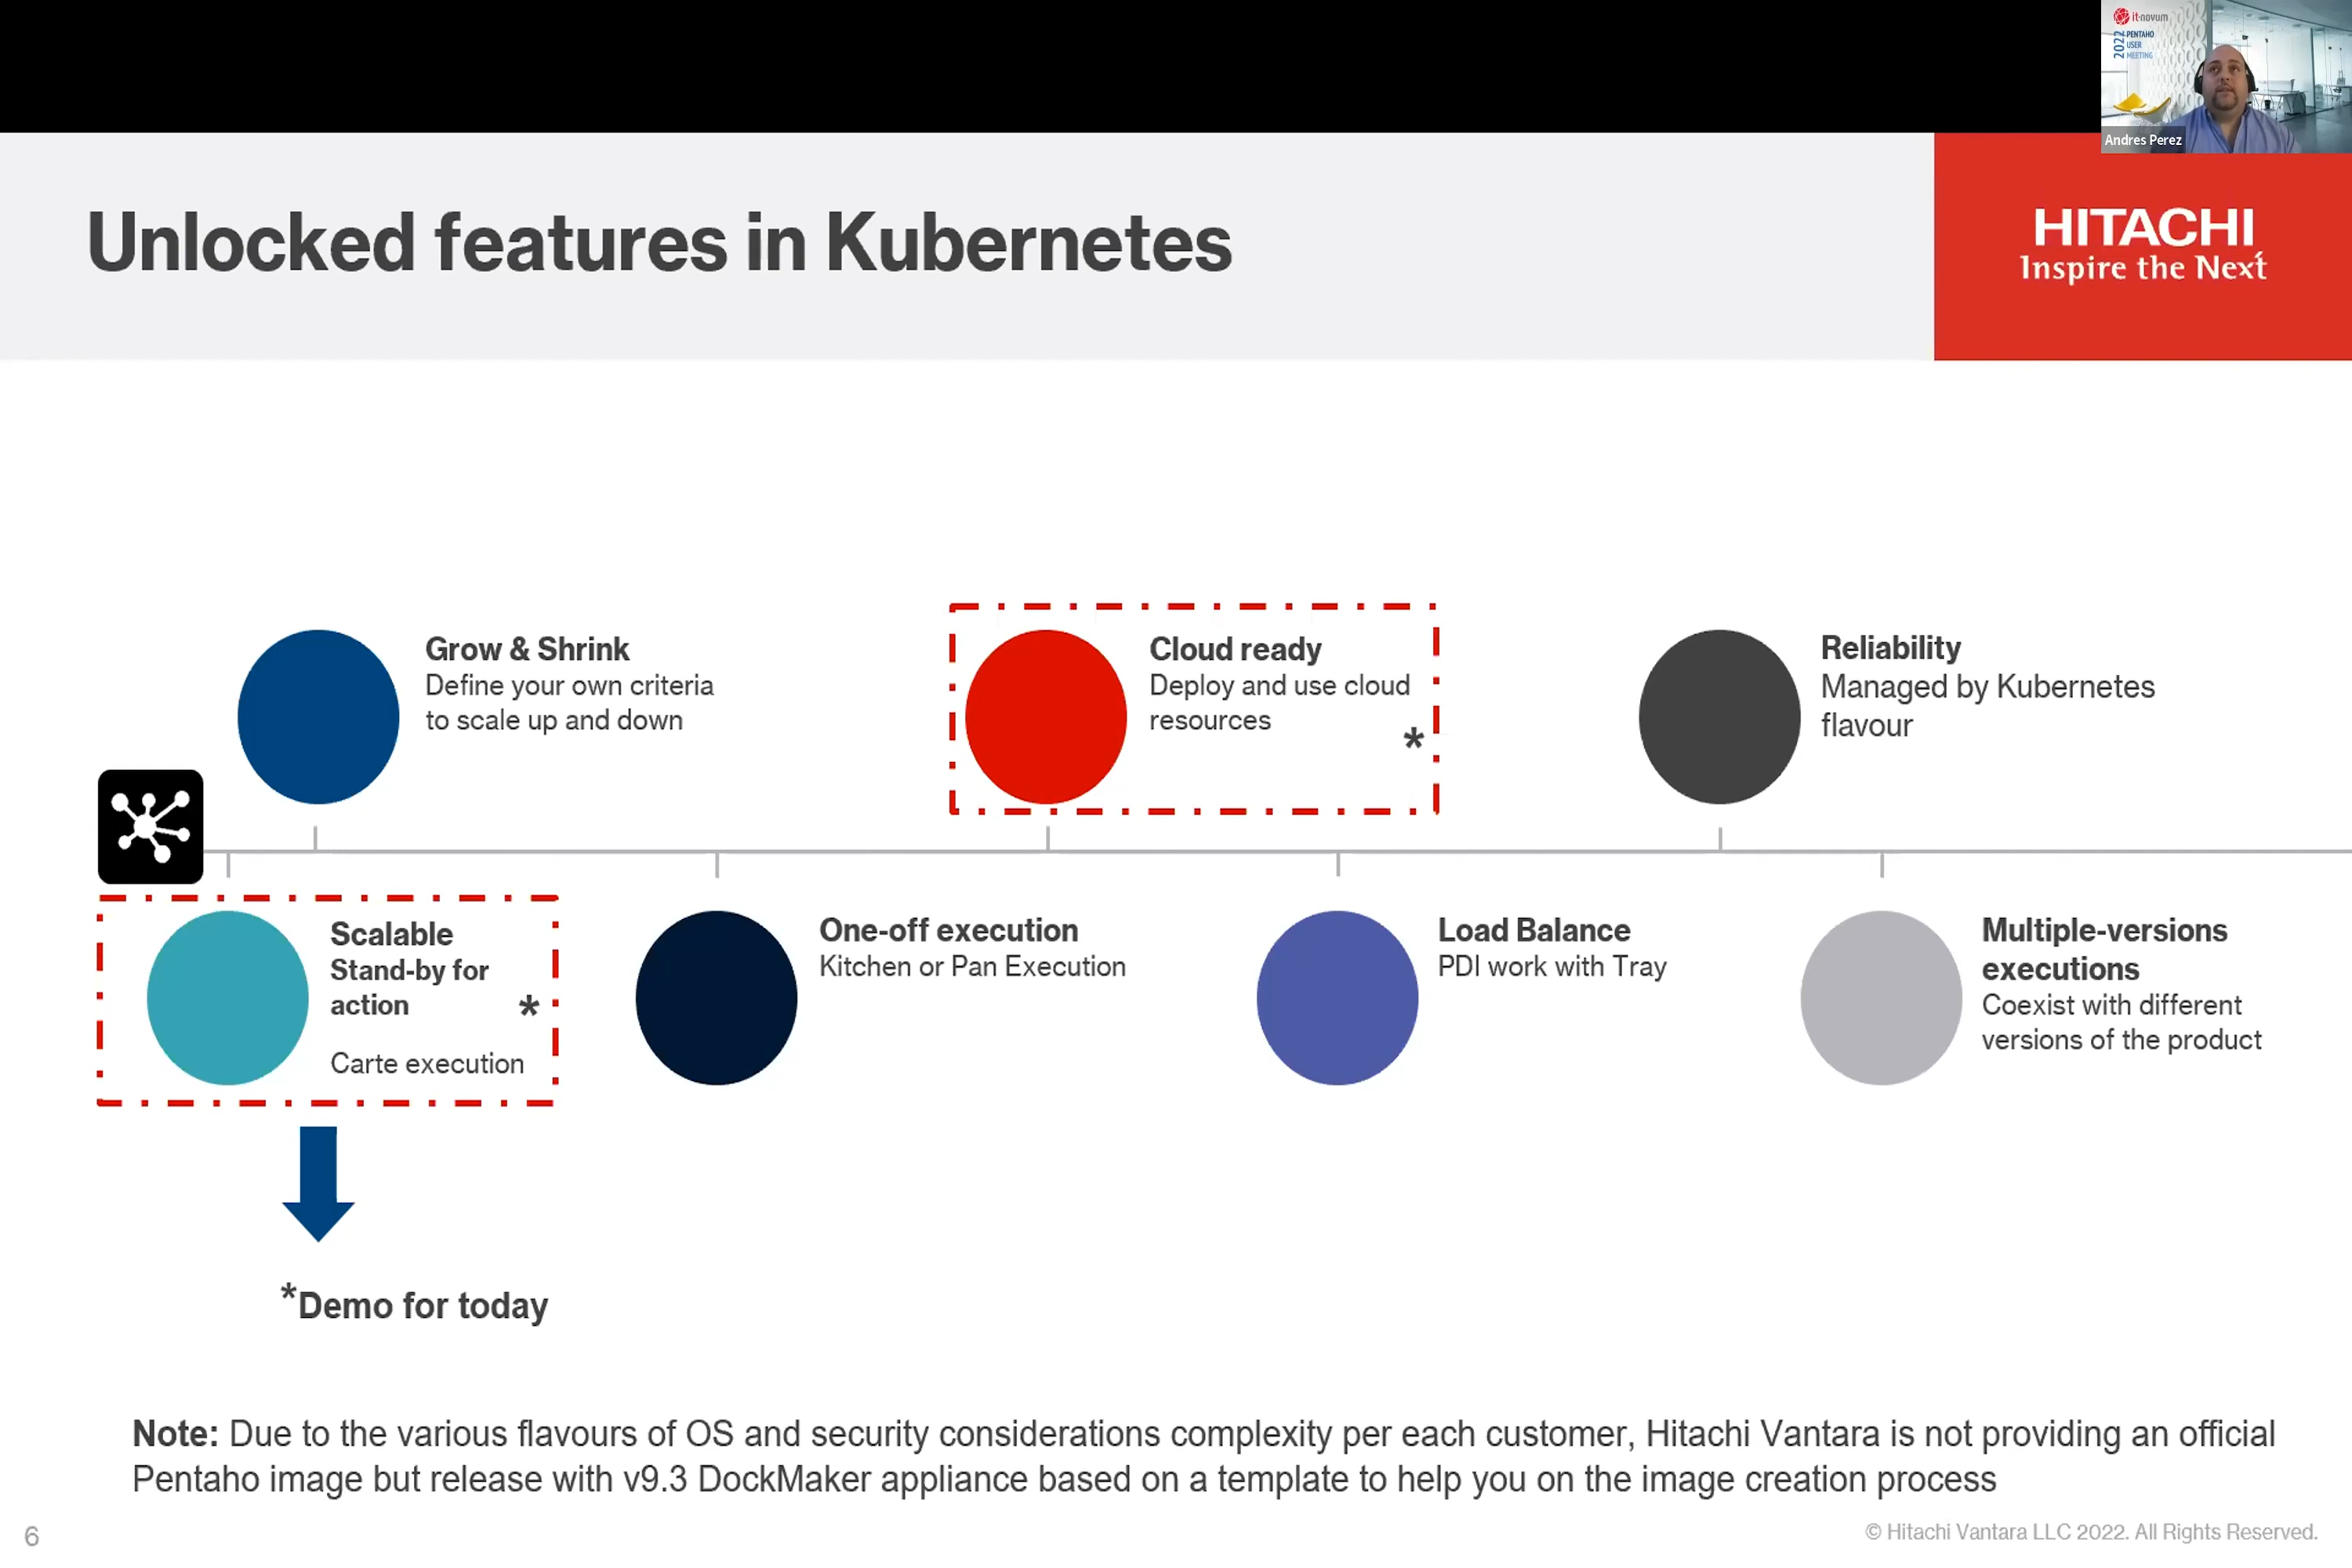 it-novum
2022 PENTAHO
USER
MEETING
Andres Perez
Unlocked features in Kubernetes
HITACHI
Inspire the Next
Grow & Shrink
Define your own criteria
to scale up and down
Cloud ready
Deploy and use cloud
resources
*
Reliability
Managed by Kubernetes
flavour
Scalable
Stand-by for
action
*
Carte execution
One-off execution
Kitchen or Pan Execution
Load Balance
PDI work with Tray
Multiple-versions
executions
Coexist with different
versions of the product
*Demo for today
Note: Due to the various flavours of OS and security considerations complexity per each customer, Hitachi Vantara is not providing an official
Pentaho image but release with v9.3 DockMaker appliance based on a template to help you on the image creation process
6
© Hitachi Vantara LLC 2022. All Rights Reserved.